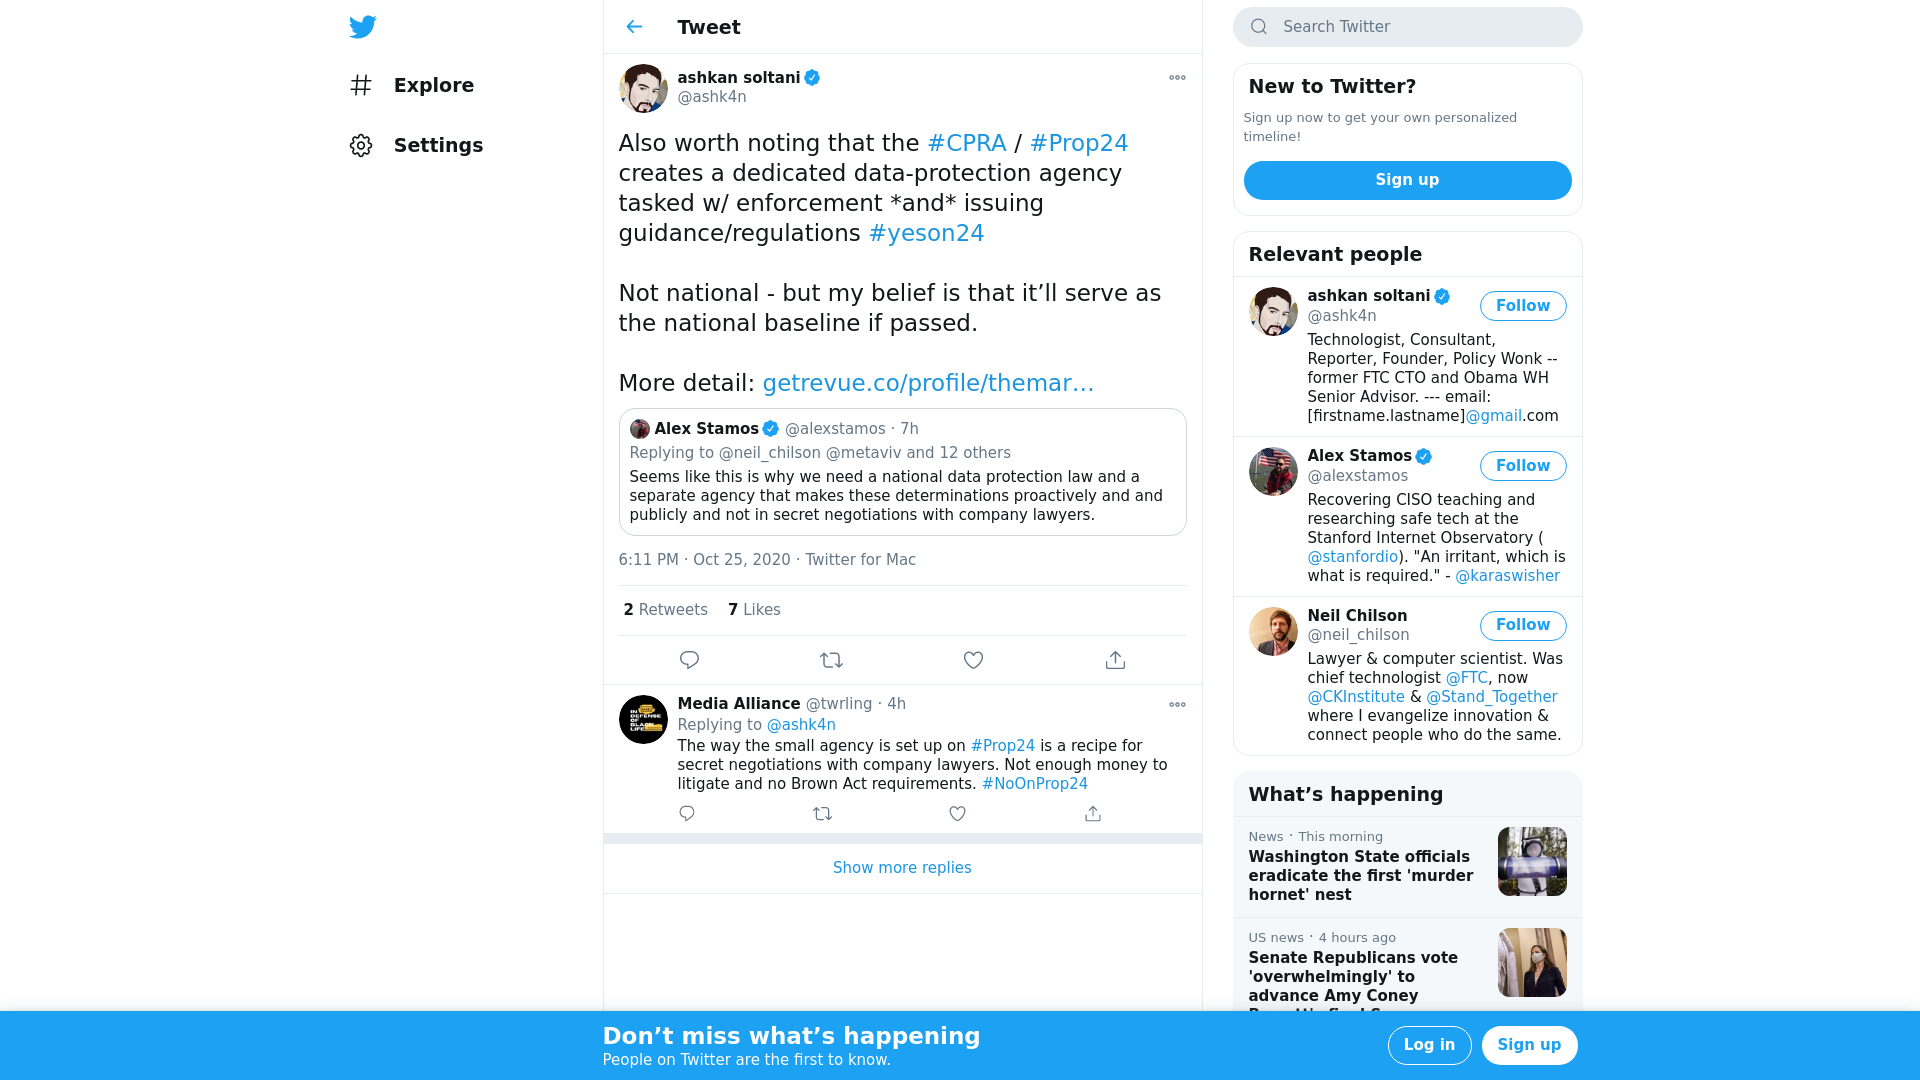 Explore
Settings
Tweet
ashkan soltani
@ashk4n
Also worth noting that the #CPRA / #Prop24
creates a dedicated data-protection agency
tasked w/ enforcement *and* issuing
guidance/regulations #yeson24
Not national - but my belief is that it’ll serve as
the national baseline if passed.
More detail: getrevue.co/profile/themar…
Alex Stamos @alexstamos · 7h
Replying to @neil_chilson @metaviv and 12 others
Seems like this is why we need a national data protection law and a
separate agency that makes these determinations proactively and and
publicly and not in secret negotiations with company lawyers.
6:11 PM · Oct 25, 2020 · Twitter for Mac
2 Retweets 7 Likes
Media Alliance @twrling · 4h
Replying to @ashk4n
The way the small agency is set up on #Prop24 is a recipe for
secret negotiations with company lawyers. Not enough money to
litigate and no Brown Act requirements. #NoOnProp24
Show more replies
Search Twitter
New to Twitter?
Sign up now to get your own personalized
timeline!
Sign up
Relevant people
ashkan soltani
@ashk4n
Follow
Technologist, Consultant,
Reporter, Founder, Policy Wonk --
former FTC CTO and Obama WH
Senior Advisor. --- email:
[firstname.lastname]@gmail.com
Alex Stamos
@alexstamos
Follow
Recovering CISO teaching and
researching safe tech at the
Stanford Internet Observatory (
@stanfordio). "An irritant, which is
what is required." - @karaswisher
Neil Chilson
@neil_chilson
Follow
Lawyer & computer scientist. Was
chief technologist @FTC, now
@CKInstitute & @Stand_Together
where I evangelize innovation &
connect people who do the same.
What’s happening
News · This morning
Washington State officials
eradicate the first 'murder
hornet' nest
US news · 4 hours ago
Senate Republicans vote
'overwhelmingly' to
advance Amy Coney
Don’t miss what’s happening
People on Twitter are the first to know.
Log in
Sign up